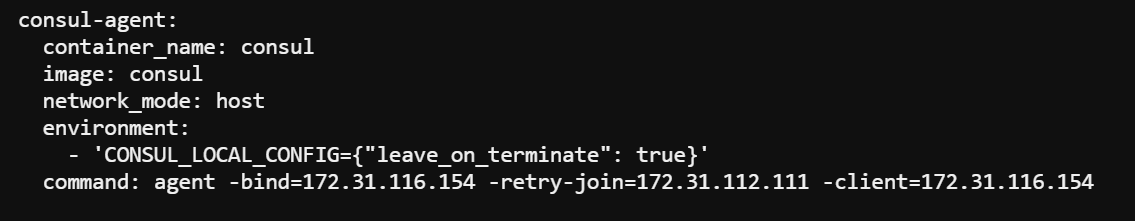 consul-agent:
  container_name: consul
  image: consul
  network_mode: host
  environment:
    - 'CONSUL_LOCAL_CONFIG={"leave_on_terminate": true}'
  command: agent -bind=172.31.116.154 -retry-join=172.31.112.111 -client=172.31.116.154